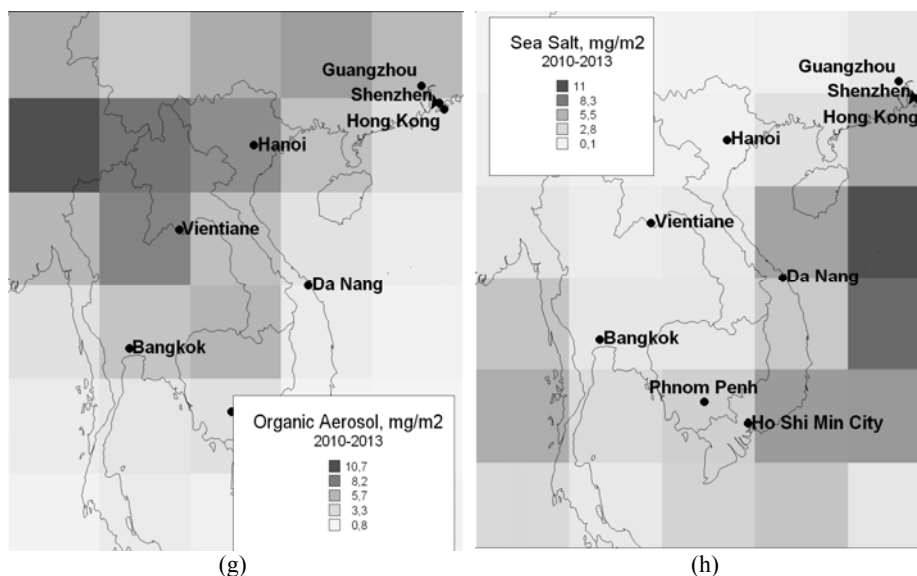 Guangzhou
Shenzhen
Hong Kong
Hanoi
Vientiane
Da Nang
Bangkok
Organic Aerosol, mg/m2
2010-2013
10,7
8,2
5,7
3,3
0,8
(g)
Sea Salt, mg/m2
2010-2013
11
8,3
5,5
2,8
0,1
Guangzhou
Shenzhen
Hong Kong
Hanoi
Vientiane
Da Nang
Bangkok
Phnom Penh
Ho Shi Min City
(h)